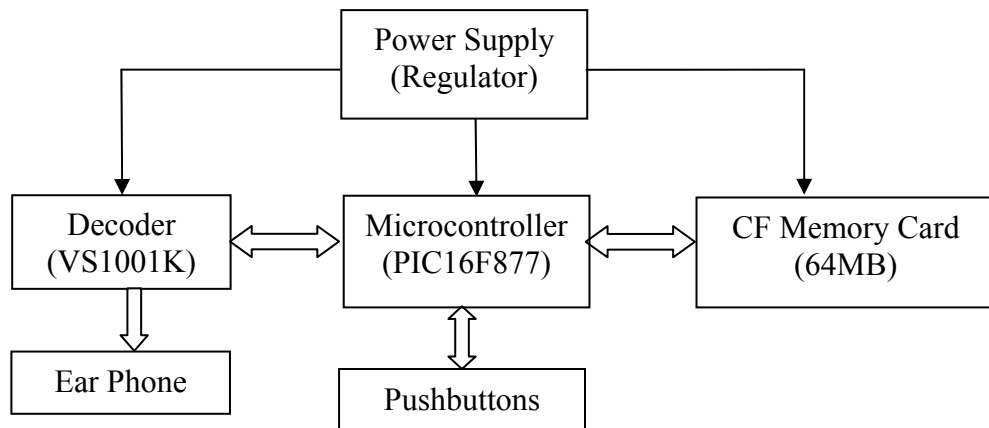 Power Supply
(Regulator)
Decoder
(VS1001K)
Microcontroller
(PIC16F877)
CF Memory Card
(64MB)
Ear Phone
Pushbuttons